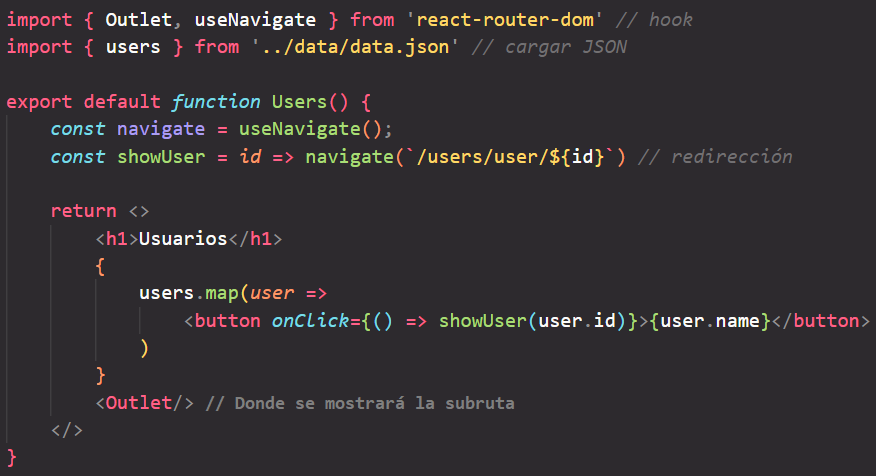 import { Outlet, useNavigate } from 'react-router-dom' // hook
import { users } from '../data/data.json' // cargar JSON
export default function Users() {
const navigate = useNavigate();
const showUser = id => navigate(`/users/user/${id}`) // redirección
return <>
<h1>Usuarios</h1>
{
users.map(user =>
<button onClick={() => showUser(user.id)}>{user.name}</button>
)
}
<Outlet/> // Donde se mostrará la subruta
</>
}